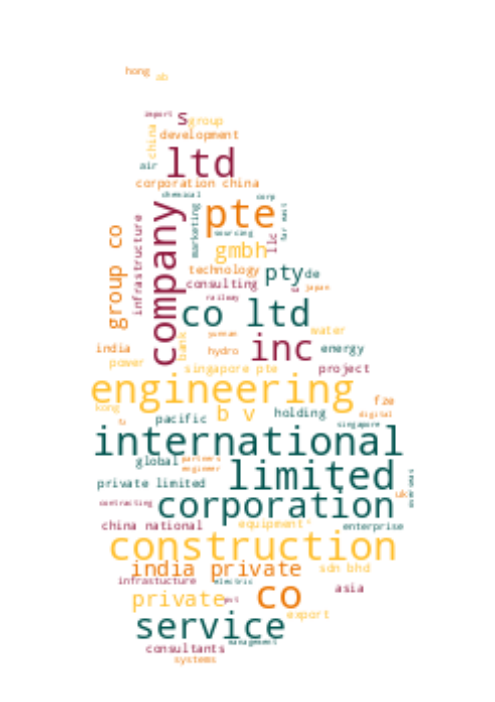 hong
ab
import
s
group
china
development
air
ltd
corporation china
chemical
corp
company
infrastructure
group co
marketing
pte
far east
sourcing
llc
gmbh
technology
pty
de
consulting
sa
japan
railway
co ltd
water
yunnan
bank
india
hydro
inc
energy
power
singapore pte
project
engineering
fze
kong
b v
pacific
holding
digital
singapore
international
global
partners
engineer
limited
overseas
private limited
uk
contracting
corporation
china national
equipment
enterprise
construction
india private
sdn bhd
infrastucture
electric
asia
private
pvt
co
export
service
management
consultants
systems